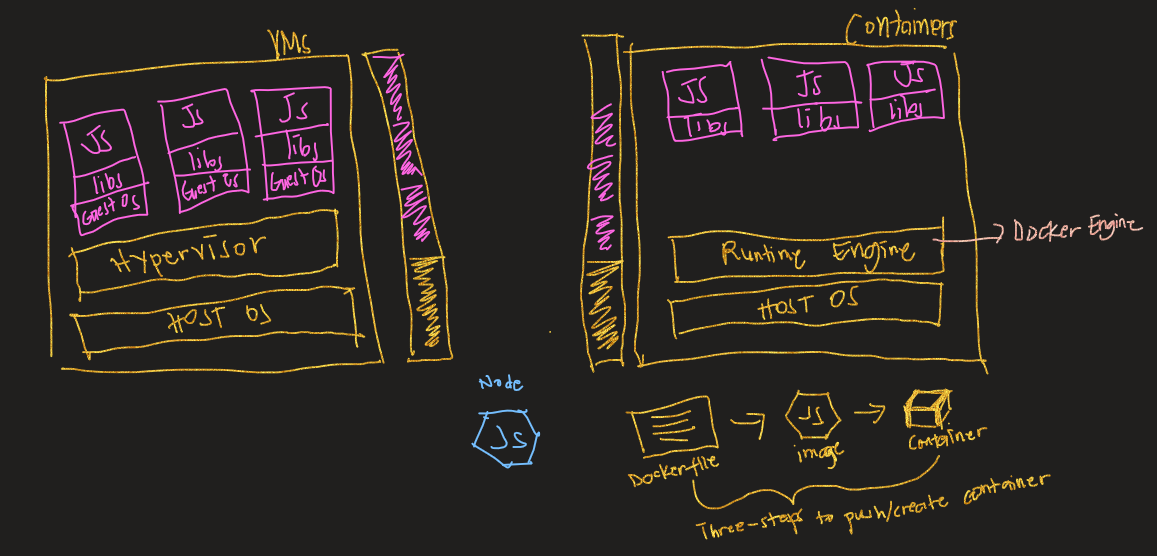 VMs
JS
libs
Guest OS
JS
libs
Guest OS
JS
libs
Guest OS
Hypervisor
HOST OS
Containers
JS
libs
JS
libs
JS
libs
Runtime Engine
Docker Engine
HOST OS
Node
JS
Dockerfile
JS
image
Container
Three-steps to push/create container